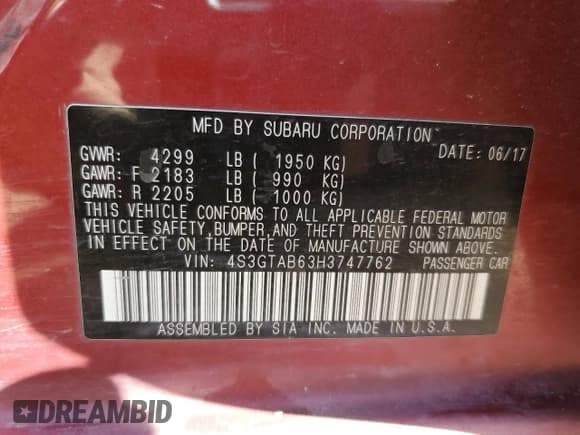 MFD BY SUBARU CORPORATION
DATE: 06/17
GVWR: 4299 LB ( 1950 KG)
GAWR: F 2183 LB ( 990 KG)
GAWR: R 2205 LB ( 1000 KG)
THIS VEHICLE CONFORMS TO ALL APPLICABLE FEDERAL MOTOR
VEHICLE SAFETY, BUMPER, AND THEFT PREVENTION STANDARDS
IN EFFECT ON THE DATE OF MANUFACTURE SHOWN ABOVE.
VIN: 4S3GTAB63H3747762 PASSENGER CAR
ASSEMBLED BY SIA INC. MADE IN U.S.A.
DREAMBID